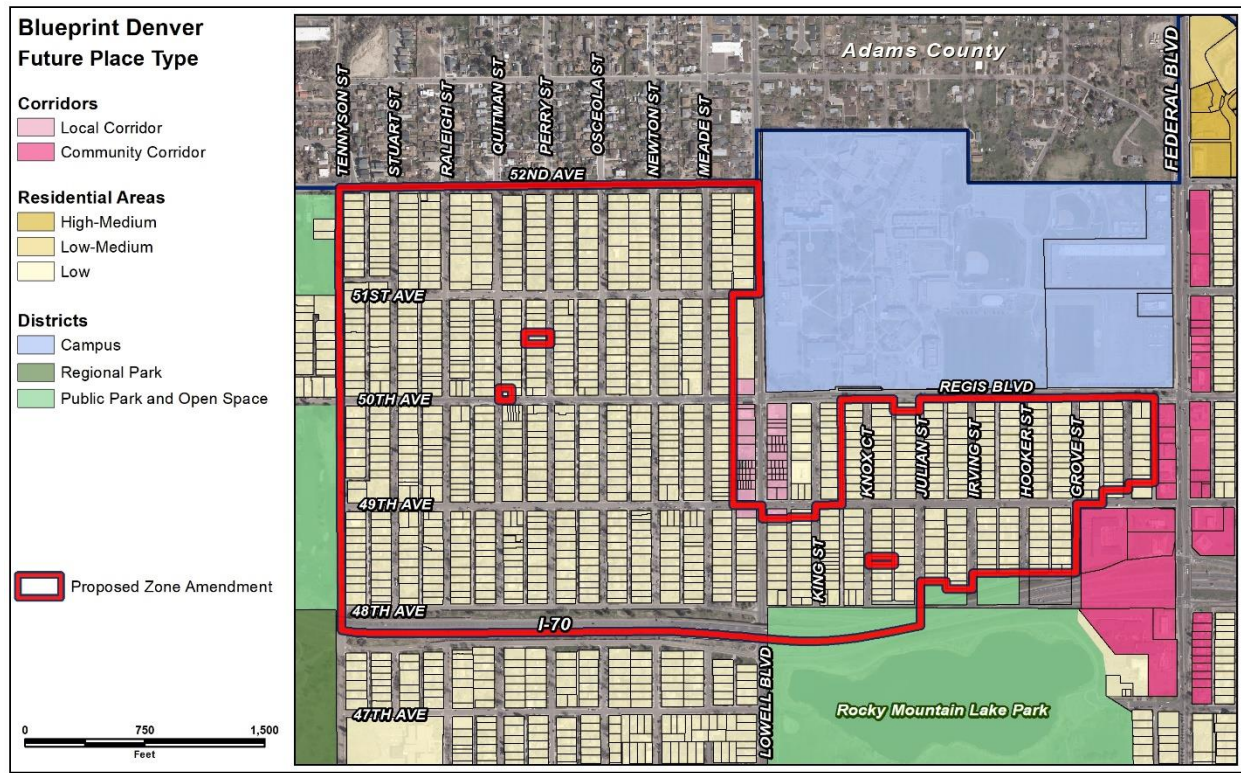 Blueprint Denver
Future Place Type
Corridors
Local Corridor
Community Corridor
Residential Areas
High-Medium
Low-Medium
Low
Districts
Campus
Regional Park
Public Park and Open Space
Proposed Zone Amendment
0 750 1,500
Feet
Adams County
TENNYSON ST
STUART ST
RALEIGH ST
QUITMAN ST
PERRY ST
OSCEOLA ST
NEWTON ST
MEADE ST
FEDERAL BLVD
52ND AVE
51ST AVE
50TH AVE
REGIS BLVD
KNOX CT
JULIAN ST
IRVING ST
HOOKER ST
GROVE ST
49TH AVE
KING ST
48TH AVE
I-70
LOWELL BLVD
Rocky Mountain Lake Park
47TH AVE